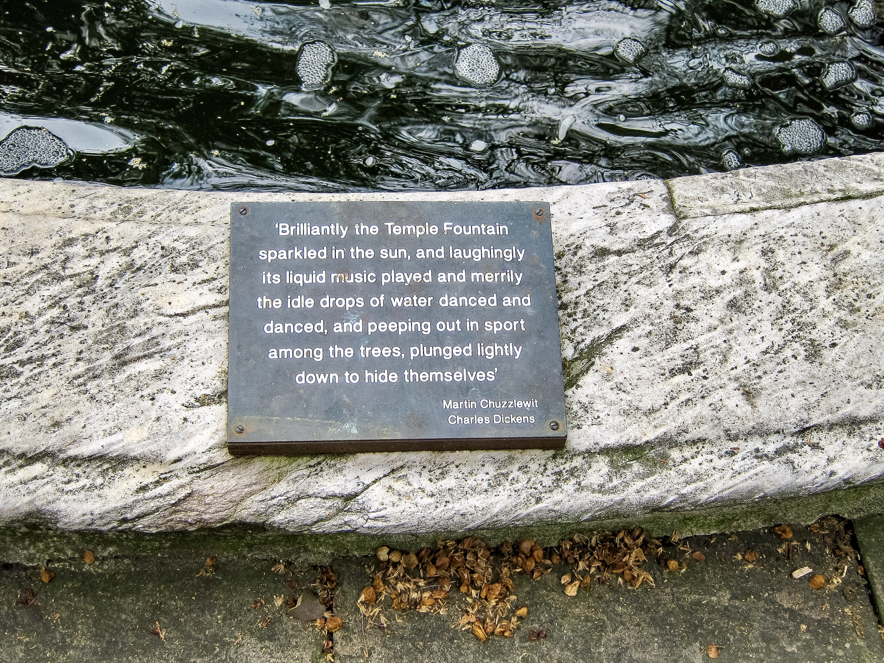 ‘Brilliantly the Temple Fountain
sparkled in the sun, and laughingly
its liquid music played and merrily
the idle drops of water danced and
danced, and peeping out in sport
among the trees, plunged lightly
down to hide themselves’
Martin Chuzzlewit
Charles Dickens